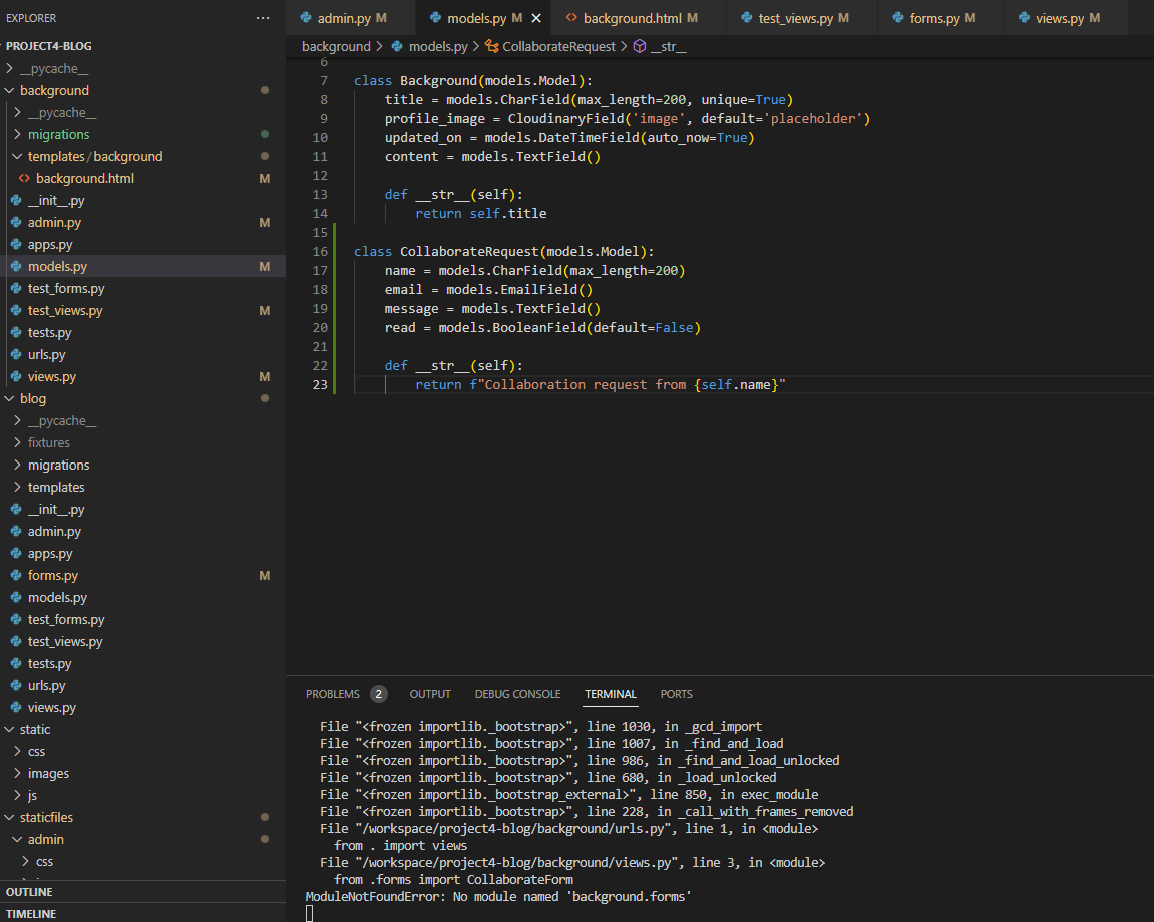 EXPLORER ...
PROJECT4-BLOG
__pycache__
background
__pycache__
migrations
templates/background
background.html M
__init__.py
admin.py M
apps.py
models.py M
test_forms.py
test_views.py M
tests.py
urls.py
views.py M
blog
__pycache__
fixtures
migrations
templates
__init__.py
admin.py
apps.py
forms.py M
models.py
test_forms.py
test_views.py
tests.py
urls.py
views.py
static
css
images
js
staticfiles
admin
css
OUTLINE
TIMELINE
admin.py M models.py M background.html M test_views.py M forms.py M views.py M
background > models.py > CollaborateRequest > __str__
6
7 class Background(models.Model):
8 title = models.CharField(max_length=200, unique=True)
9 profile_image = CloudinaryField('image', default='placeholder')
10 updated_on = models.DateTimeField(auto_now=True)
11 content = models.TextField()
12
13 def __str__(self):
14 return self.title
15
16 class CollaborateRequest(models.Model):
17 name = models.CharField(max_length=200)
18 email = models.EmailField()
19 message = models.TextField()
20 read = models.BooleanField(default=False)
21
22 def __str__(self):
23 return f"Collaboration request from {self.name}"
PROBLEMS 2 OUTPUT DEBUG CONSOLE TERMINAL PORTS
File "<frozen importlib._bootstrap>", line 1030, in _gcd_import
File "<frozen importlib._bootstrap>", line 1007, in _find_and_load
File "<frozen importlib._bootstrap>", line 986, in _find_and_load_unlocked
File "<frozen importlib._bootstrap>", line 680, in _load_unlocked
File "<frozen importlib._bootstrap_external>", line 850, in exec_module
File "<frozen importlib._bootstrap>", line 228, in _call_with_frames_removed
File "/workspace/project4-blog/background/urls.py", line 1, in <module>
from . import views
File "/workspace/project4-blog/background/views.py", line 3, in <module>
from .forms import CollaborateForm
ModuleNotFoundError: No module named 'background.forms'